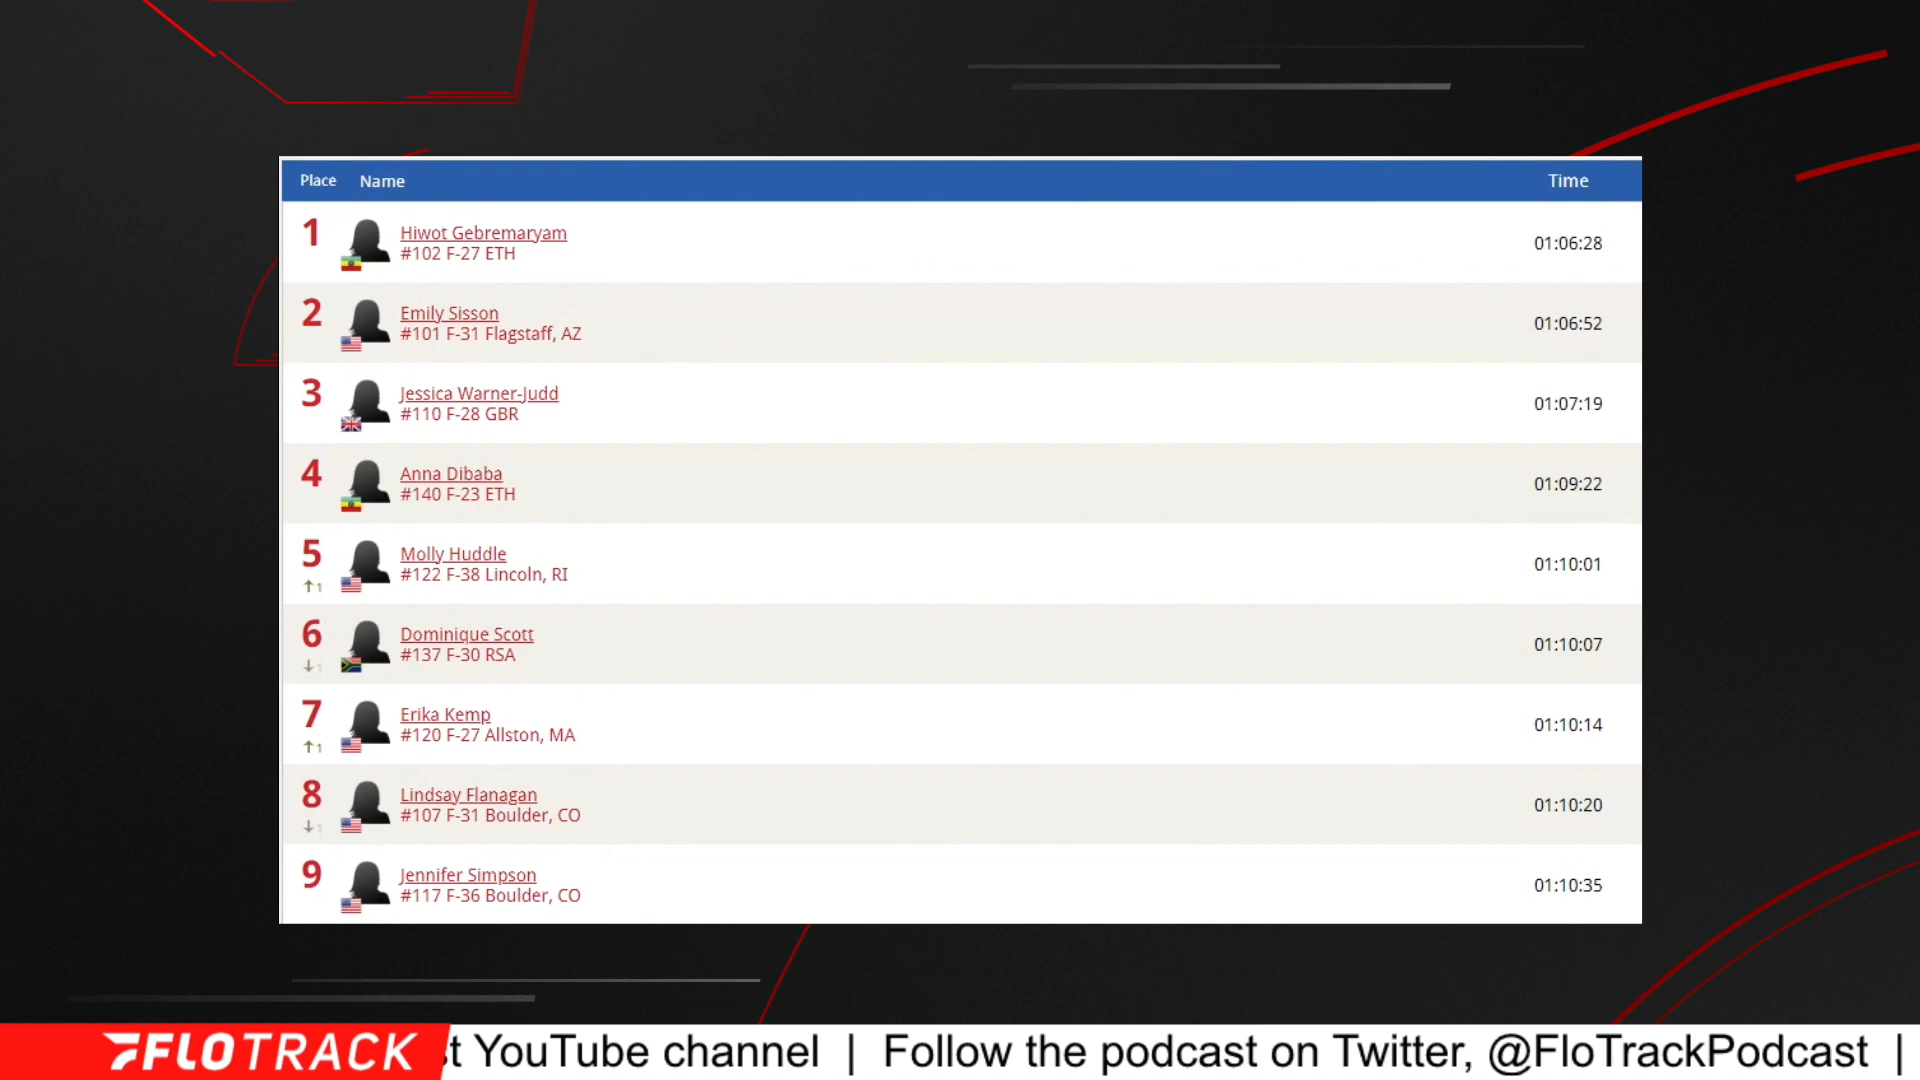 Place Name Time
1 Hiwot Gebremaryam
#102 F-27 ETH
01:06:28
2 Emily Sisson
#101 F-31 Flagstaff, AZ
01:06:52
3 Jessica Warner-Judd
#110 F-28 GBR
01:07:19
4 Anna Dibaba
#140 F-23 ETH
01:09:22
5 Molly Huddle
↑1 #122 F-38 Lincoln, RI
01:10:01
6 Dominique Scott
↓1 #137 F-30 RSA
01:10:07
7 Erika Kemp
↑1 #120 F-27 Allston, MA
01:10:14
8 Lindsay Flanagan
↓1 #107 F-31 Boulder, CO
01:10:20
9 Jennifer Simpson
#117 F-36 Boulder, CO
01:10:35
FLOTRACK st YouTube channel | Follow the podcast on Twitter, @FloTrackPodcast |